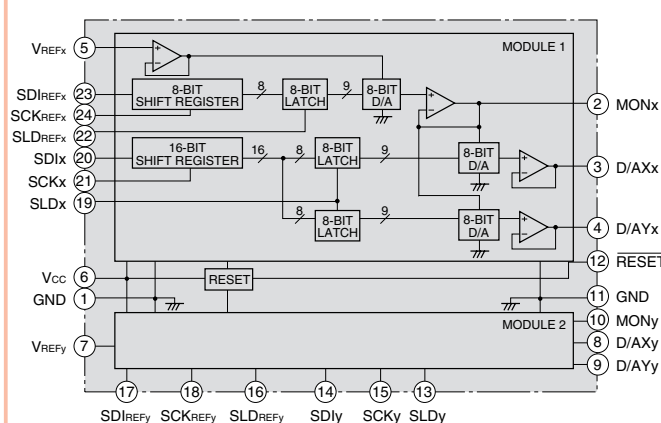 MODULE 1
VREFx 5
SDIREFx 23
8-BIT
SHIFT REGISTER
8
8-BIT
LATCH
9
8-BIT
D/A
SCKREFx 24
SLDREFx 22
2 MONx
SDIx 20
16-BIT
SHIFT REGISTER
16
8
8-BIT
LATCH
9
8-BIT
D/A
3 D/AXx
SCKx 21
SLDx 19
8
8-BIT
LATCH
9
8-BIT
D/A
4 D/AYx
12 RESET
VCC 6
RESET
GND 1
11 GND
MODULE 2
10 MONy
VREFy 7
8 D/AXy
9 D/AYy
17 18 16 14 15 13
SDIREFy SCKREFy SLDREFy SDIy SCKy SLDy